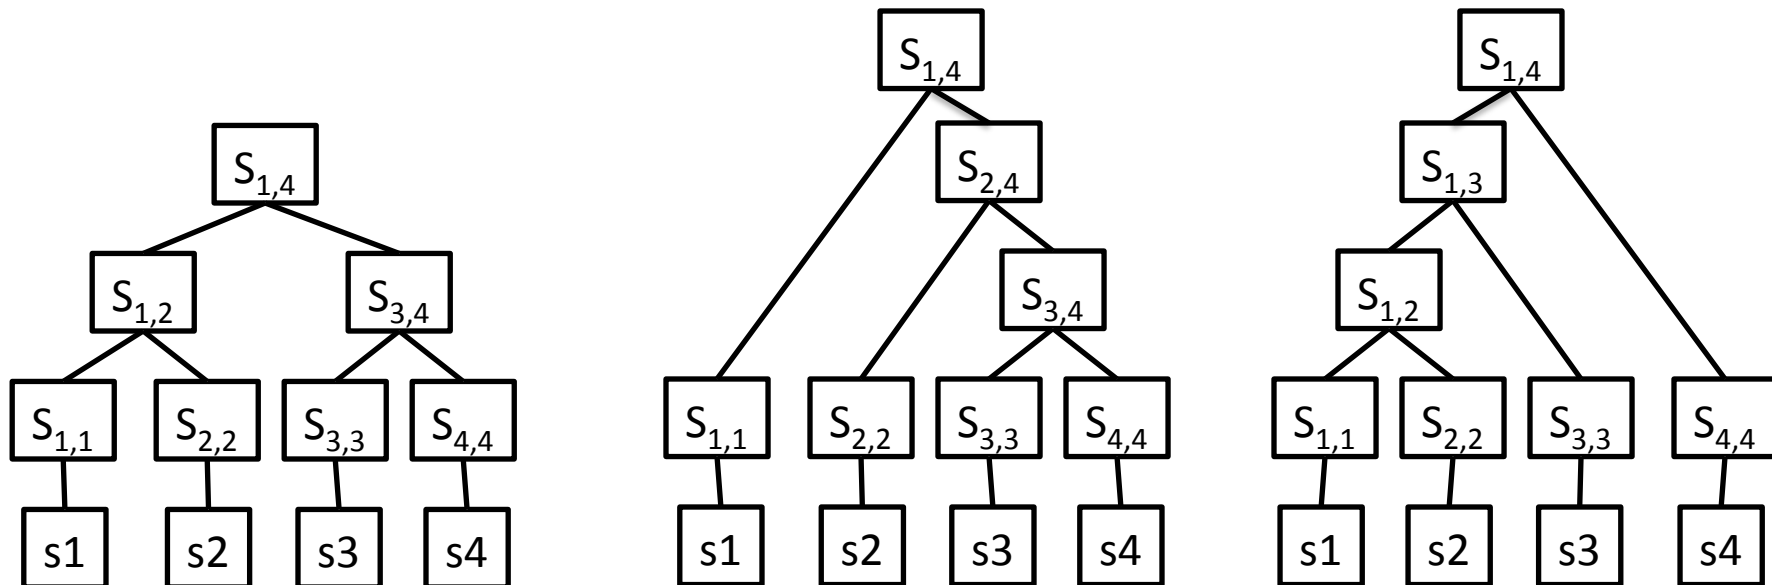 S1,4
S1,2 S3,4
S1,1 S2,2 S3,3 S4,4
s1 s2 s3 s4
S1,4
S2,4
S3,4
S1,1 S2,2 S3,3 S4,4
s1 s2 s3 s4
S1,4
S1,3
S1,2
S1,1 S2,2 S3,3 S4,4
s1 s2 s3 s4